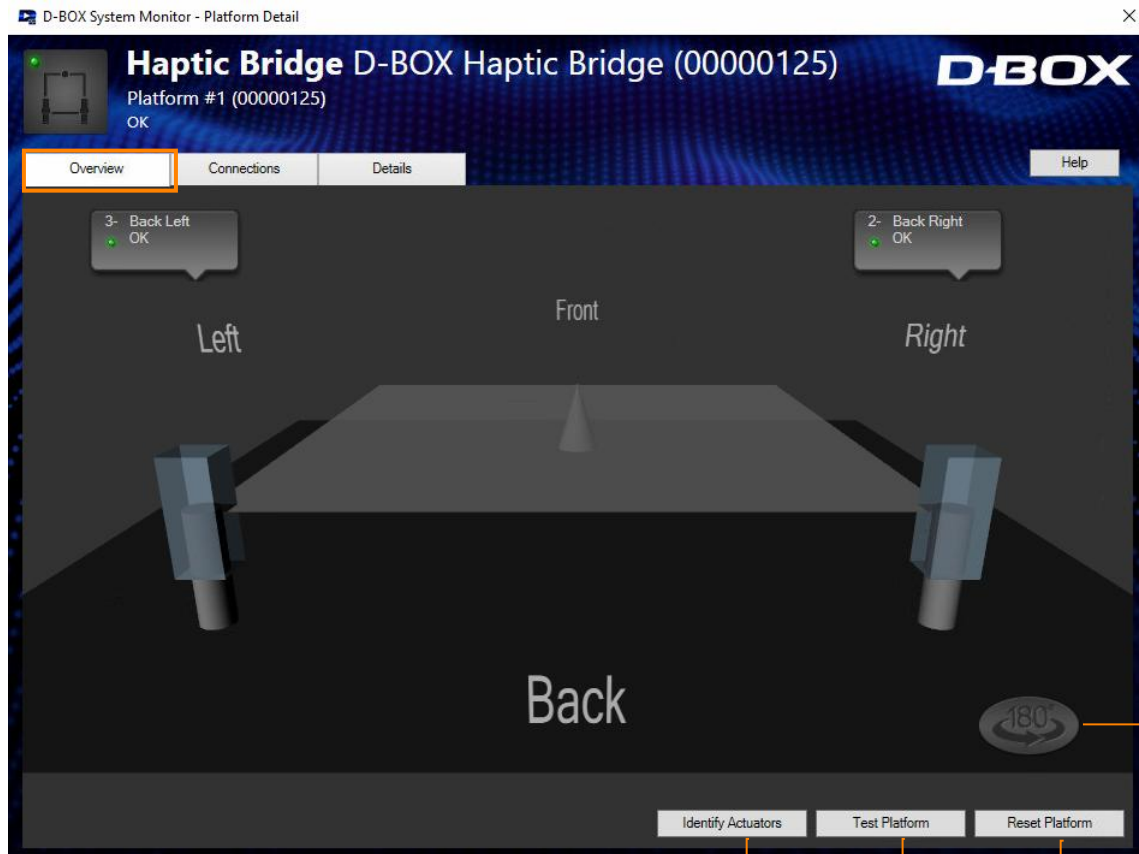 D-BOX System Monitor - Platform Detail
Haptic Bridge D-BOX Haptic Bridge (00000125)
D-BOX
Platform #1 (00000125)
OK
Overview
Connections
Details
Help
3- Back Left
OK
2- Back Right
OK
Front
Left
Right
Back
180°
Identify Actuators
Test Platform
Reset Platform